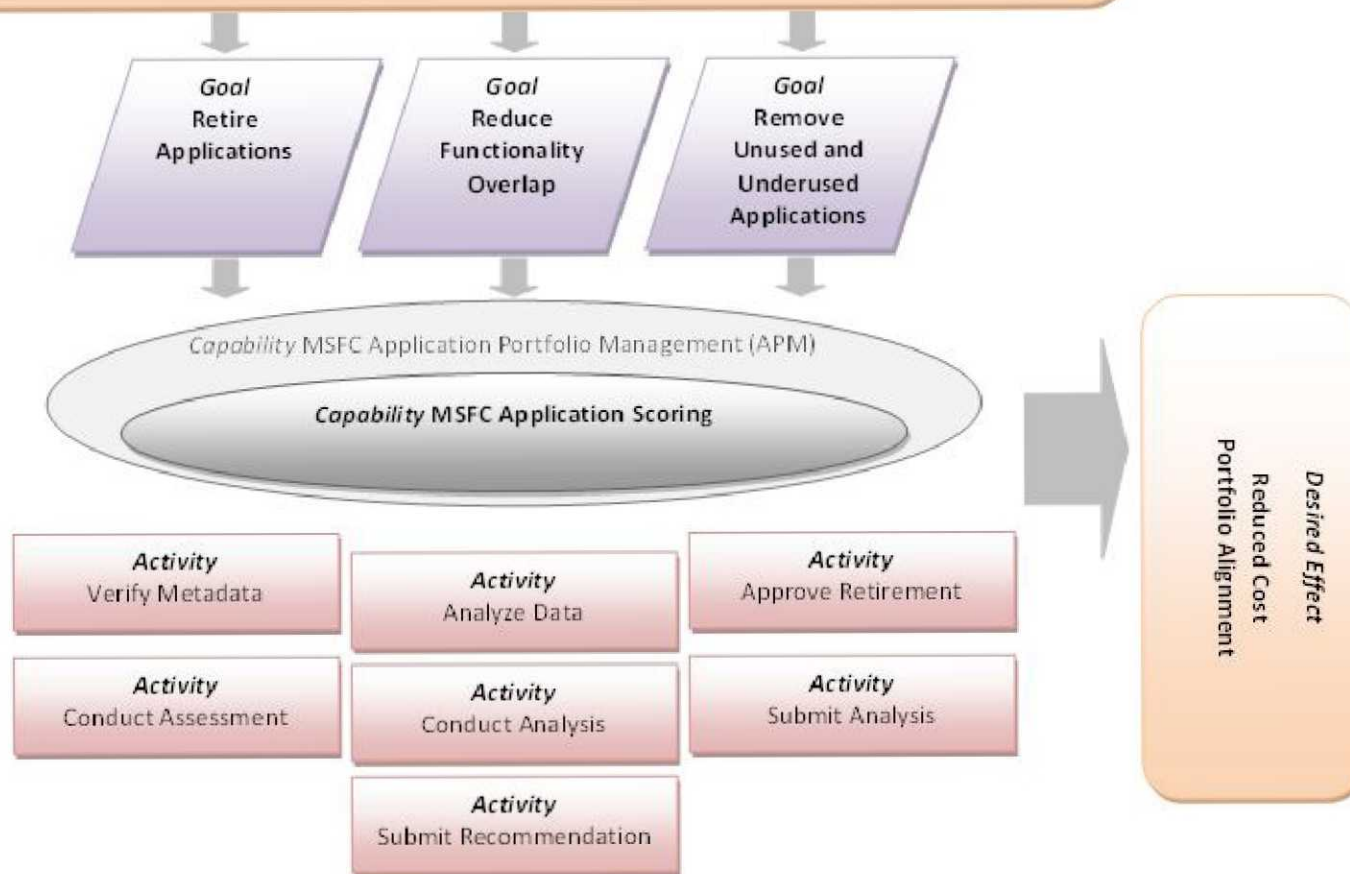 Goal
Retire
Applications
Goal
Reduce
Functionality
Overlap
Goal
Remove
Unused and
Underused
Applications
Capability MSFC Application Portfolio Management (APM)
Capability MSFC Application Scoring
Activity
Verify Metadata
Activity
Conduct Assessment
Activity
Analyze Data
Activity
Conduct Analysis
Activity
Submit Recommendation
Activity
Approve Retirement
Activity
Submit Analysis
Desired Effect
Reduced Cost
Portfolio Alignment